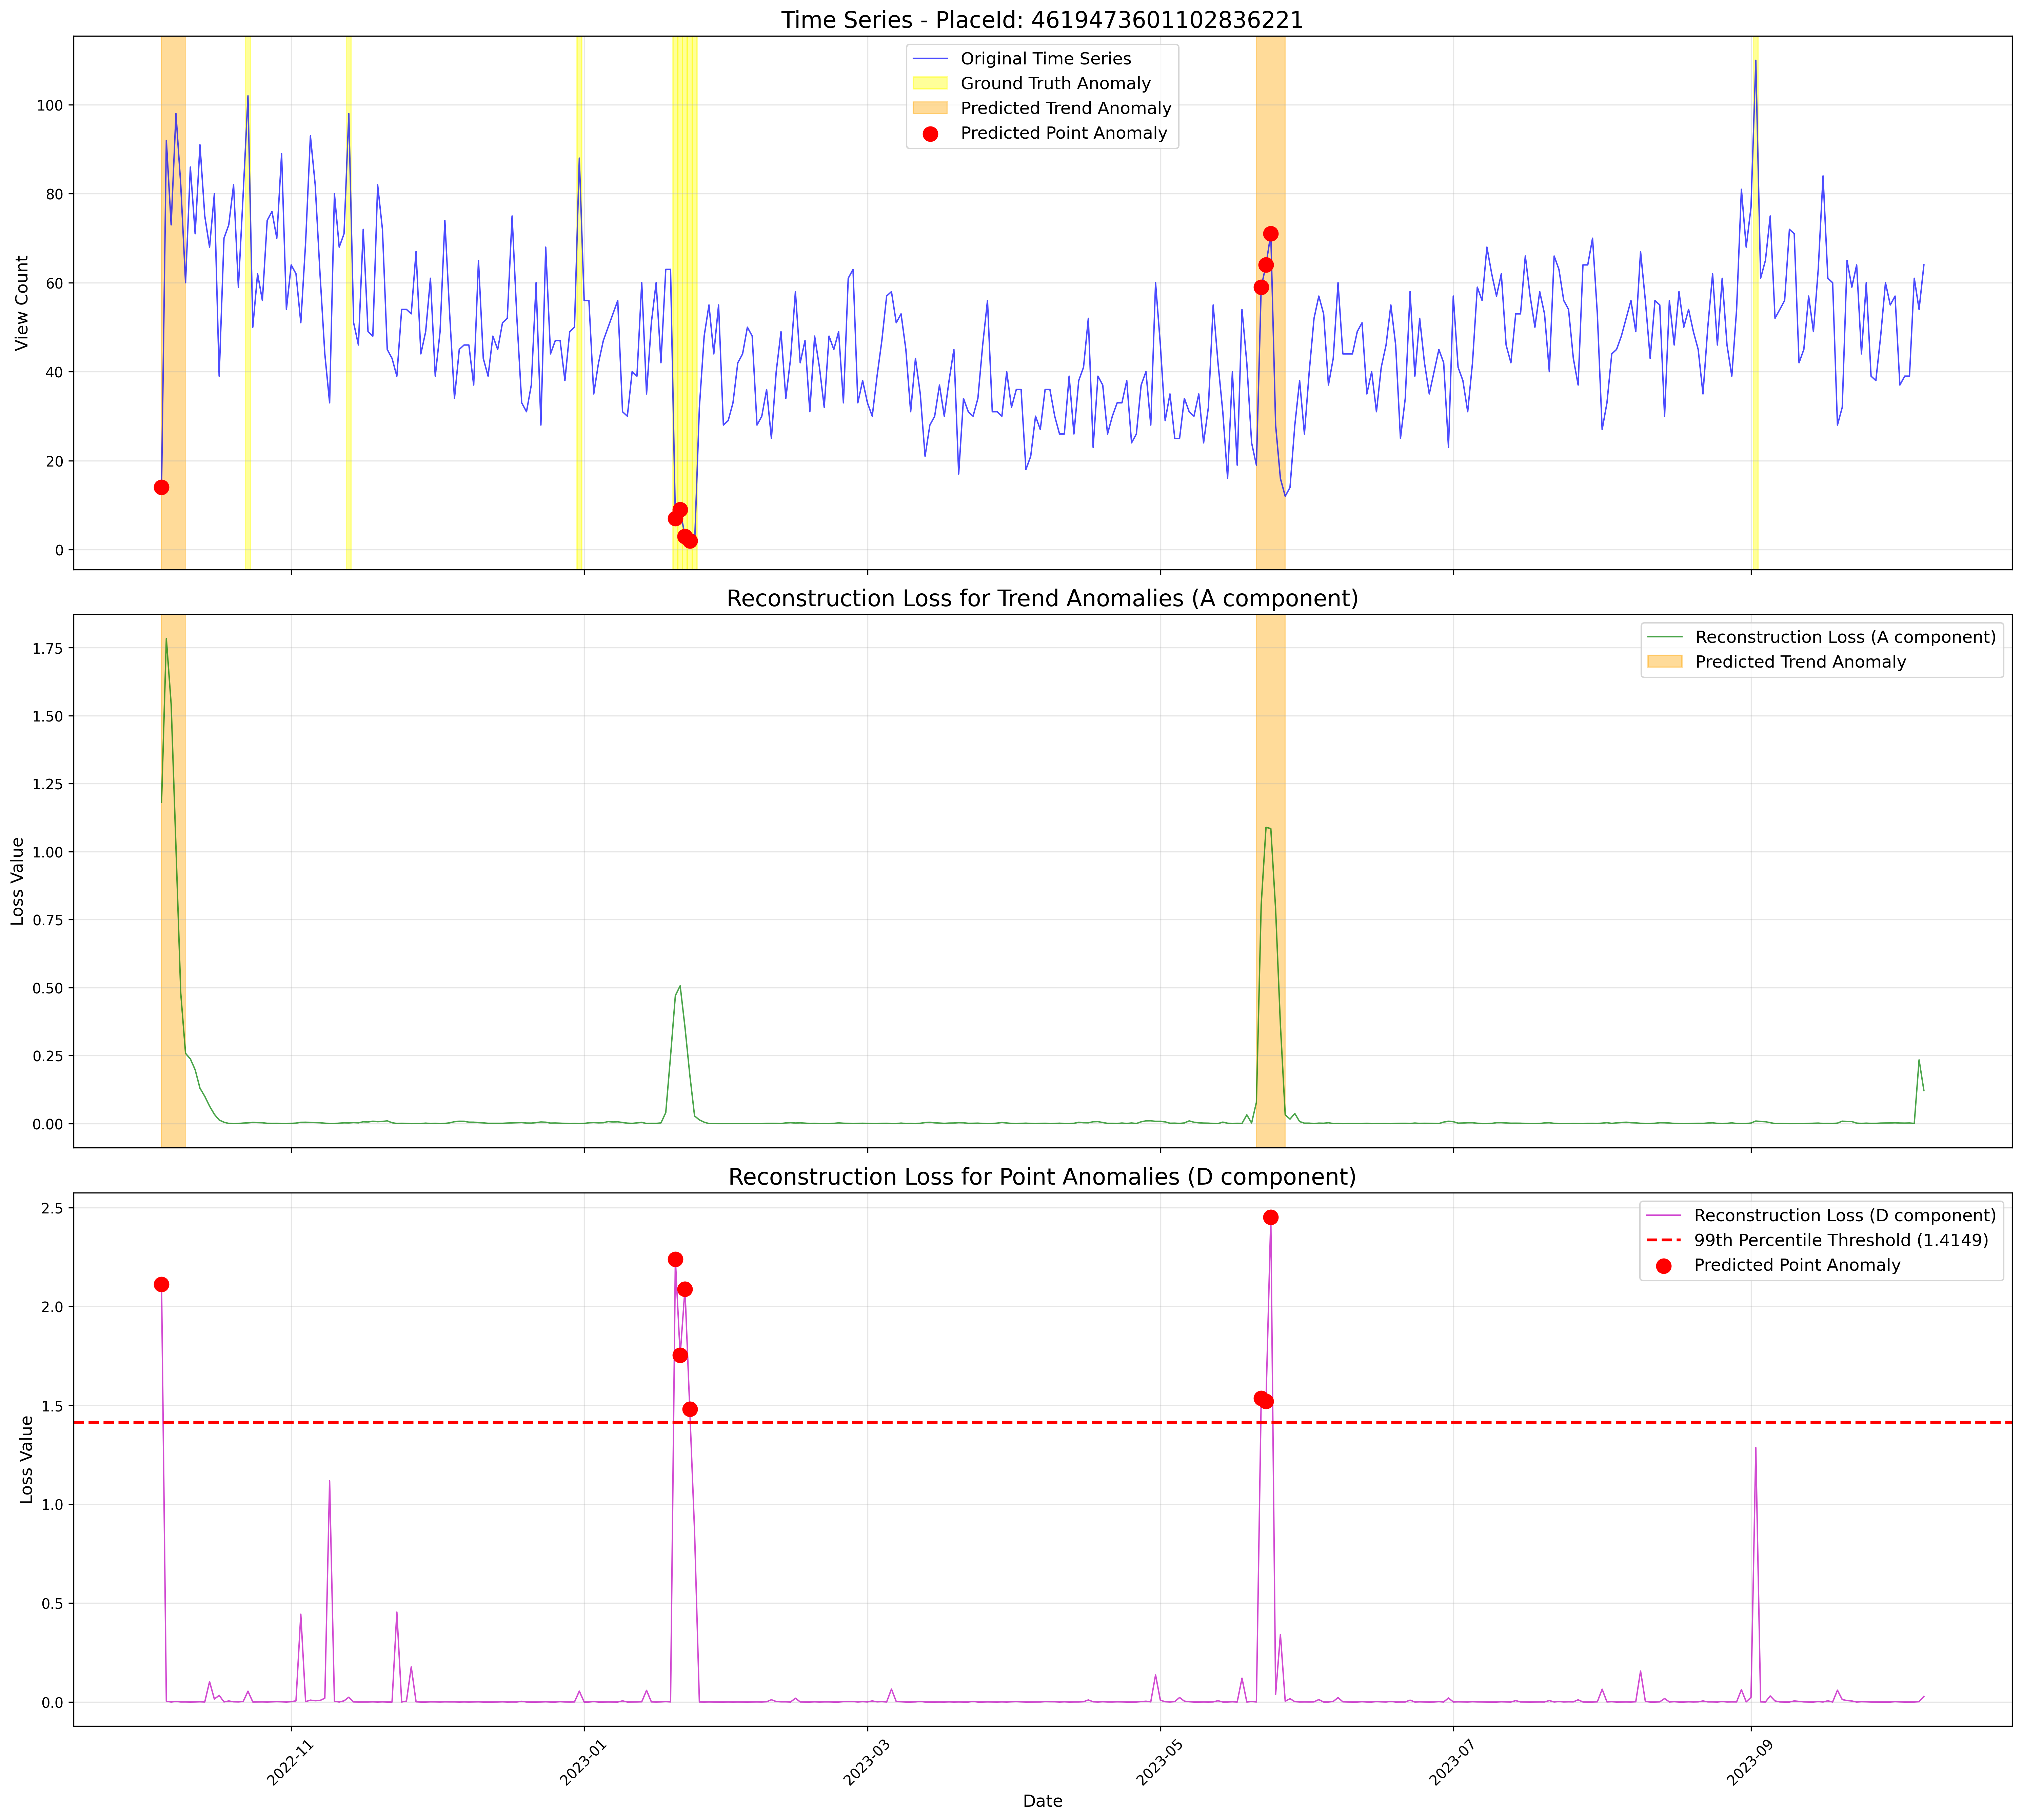 Time Series - PlaceId: 4619473601102836221
Original Time Series
Ground Truth Anomaly
Predicted Trend Anomaly
Predicted Point Anomaly
View Count
100
80
60
40
20
0
Reconstruction Loss for Trend Anomalies (A component)
Reconstruction Loss (A component)
Predicted Trend Anomaly
Loss Value
1.75
1.50
1.25
1.00
0.75
0.50
0.25
0.00
Reconstruction Loss for Point Anomalies (D component)
Reconstruction Loss (D component)
99th Percentile Threshold (1.4149)
Predicted Point Anomaly
Loss Value
2.5
2.0
1.5
1.0
0.5
0.0
2022-11
2023-01
2023-03
2023-05
2023-07
2023-09
Date